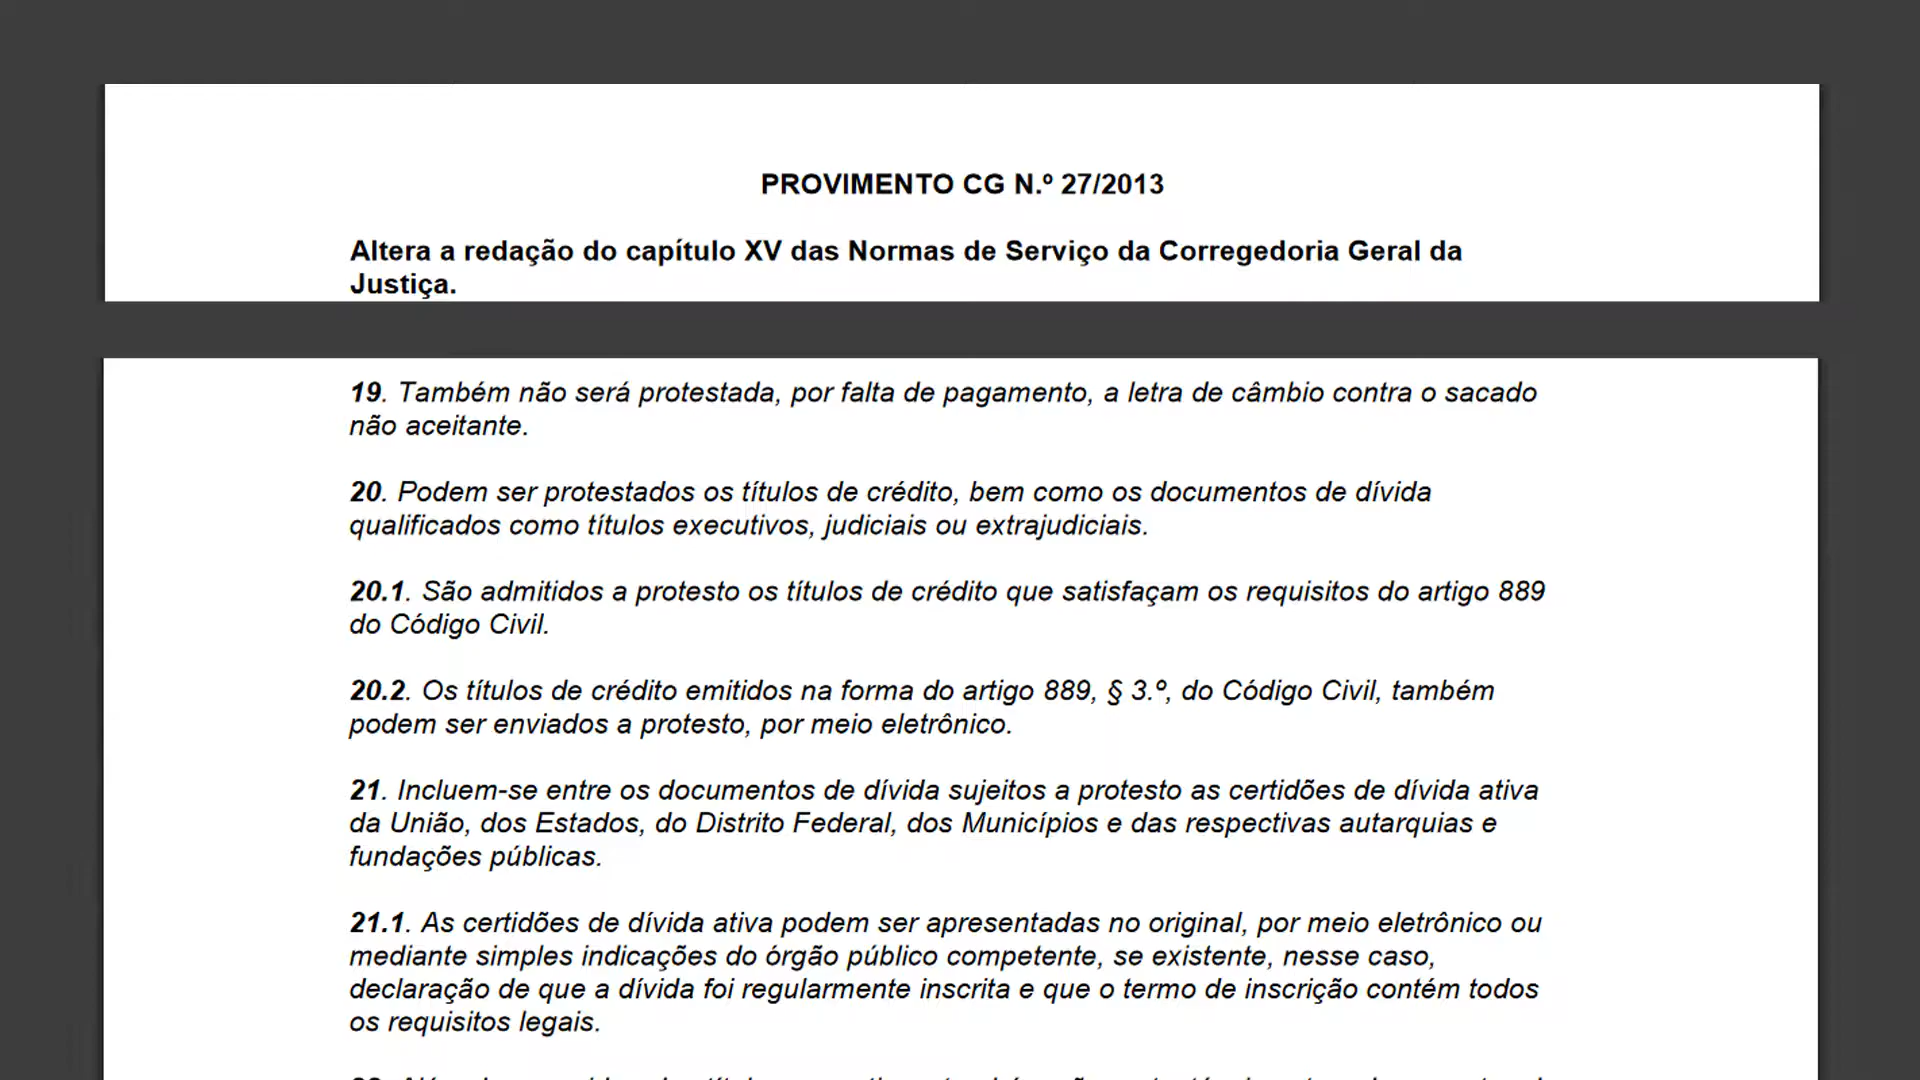 PROVIMENTO CG N.º 27/2013
Altera a redação do capítulo XV das Normas de Serviço da Corregedoria Geral da
Justiça.
19. Também não será protestada, por falta de pagamento, a letra de câmbio contra o sacado
não aceitante.
20. Podem ser protestados os títulos de crédito, bem como os documentos de dívida
qualificados como títulos executivos, judiciais ou extrajudiciais.
20.1. São admitidos a protesto os títulos de crédito que satisfaçam os requisitos do artigo 889
do Código Civil.
20.2. Os títulos de crédito emitidos na forma do artigo 889, § 3.º, do Código Civil, também
podem ser enviados a protesto, por meio eletrônico.
21. Incluem-se entre os documentos de dívida sujeitos a protesto as certidões de dívida ativa
da União, dos Estados, do Distrito Federal, dos Municípios e das respectivas autarquias e
fundações públicas.
21.1. As certidões de dívida ativa podem ser apresentadas no original, por meio eletrônico ou
mediante simples indicações do órgão público competente, se existente, nesse caso,
declaração de que a dívida foi regularmente inscrita e que o termo de inscrição contém todos
os requisitos legais.